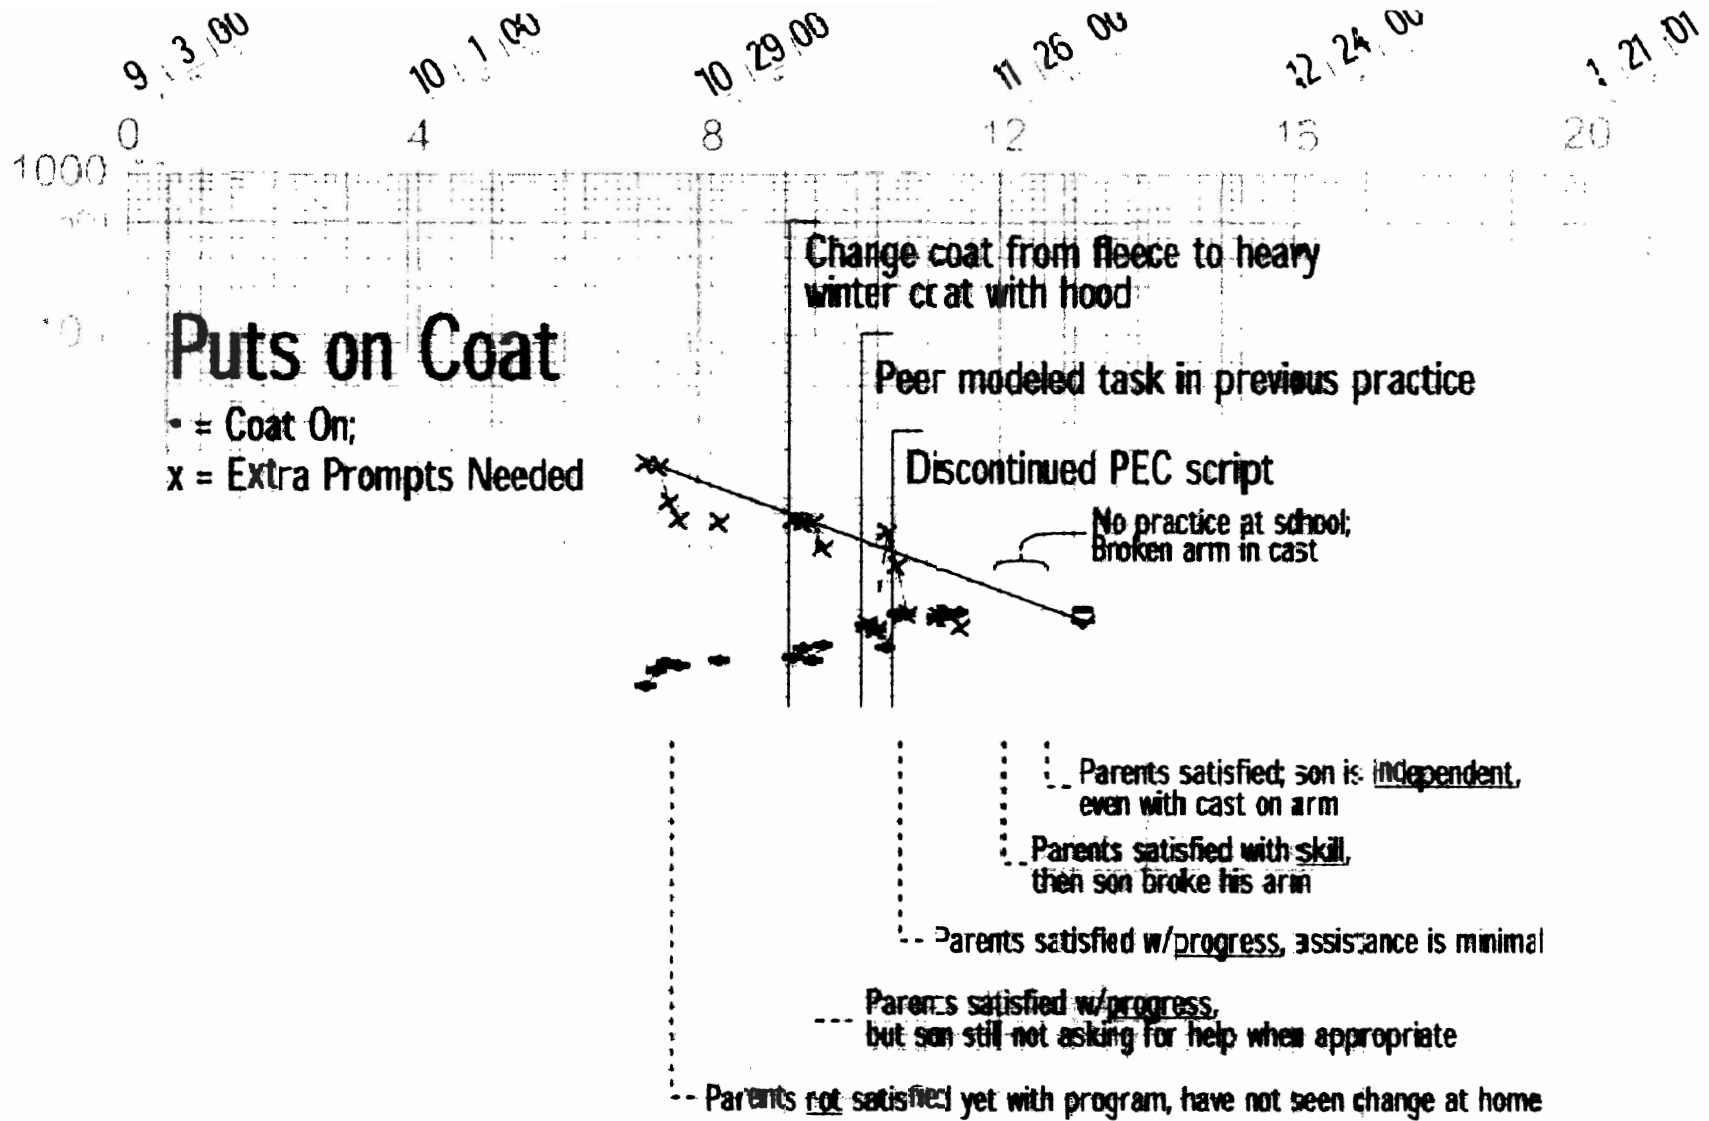 9 3 00 10 1 00 10 29 00 11 26 00 12 24 00 1 21 01
0 4 8 12 16 20
1000
Change coat from fleece to heavy
winter coat with hood
Puts on Coat
Peer modeled task in previous practice
• = Coat On;
x = Extra Prompts Needed
Discontinued PEC script
No practice at school;
Broken arm in cast
Parents satisfied; son is independent,
even with cast on arm
Parents satisfied with skill,
then son broke his arm
Parents satisfied w/progress, assistance is minimal
Parents satisfied w/progress,
but son still not asking for help when appropriate
Parents not satisfied yet with program, have not seen change at home